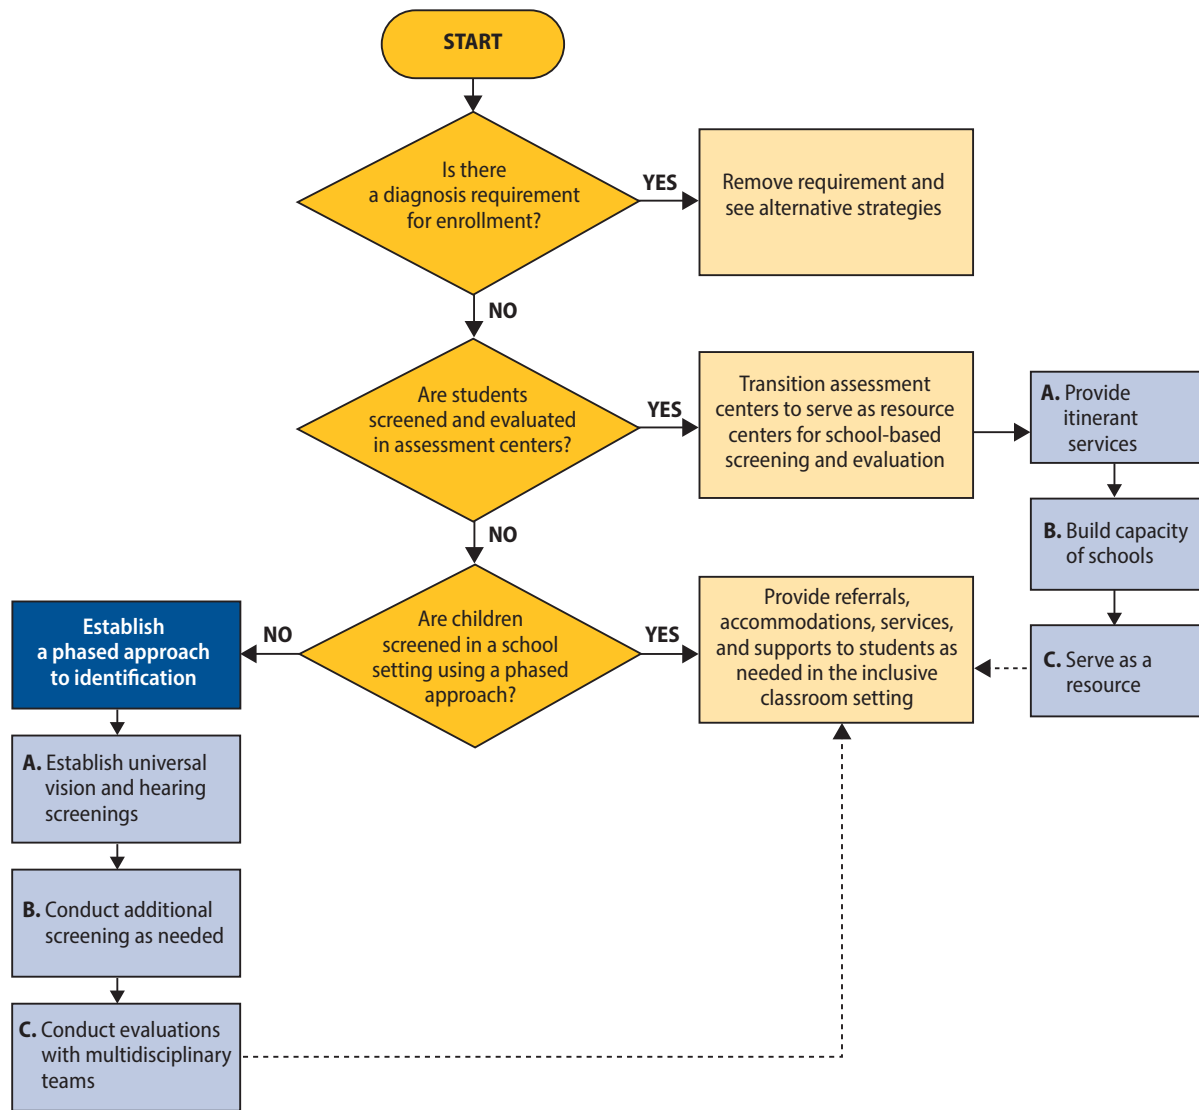 START
Is there
a diagnosis requirement
for enrollment?
YES
Remove requirement and
see alternative strategies
NO
Are students
screened and evaluated
in assessment centers?
YES
Transition assessment
centers to serve as resource
centers for school-based
screening and evaluation
A. Provide
itinerant
services
B. Build capacity
of schools
C. Serve as a
resource
NO
Are children
screened in a school
setting using a phased
approach?
YES
Provide referrals,
accommodations, services,
and supports to students as
needed in the inclusive
classroom setting
NO
Establish
a phased approach
to identification
A. Establish universal
vision and hearing
screenings
B. Conduct additional
screening as needed
C. Conduct evaluations
with multidisciplinary
teams